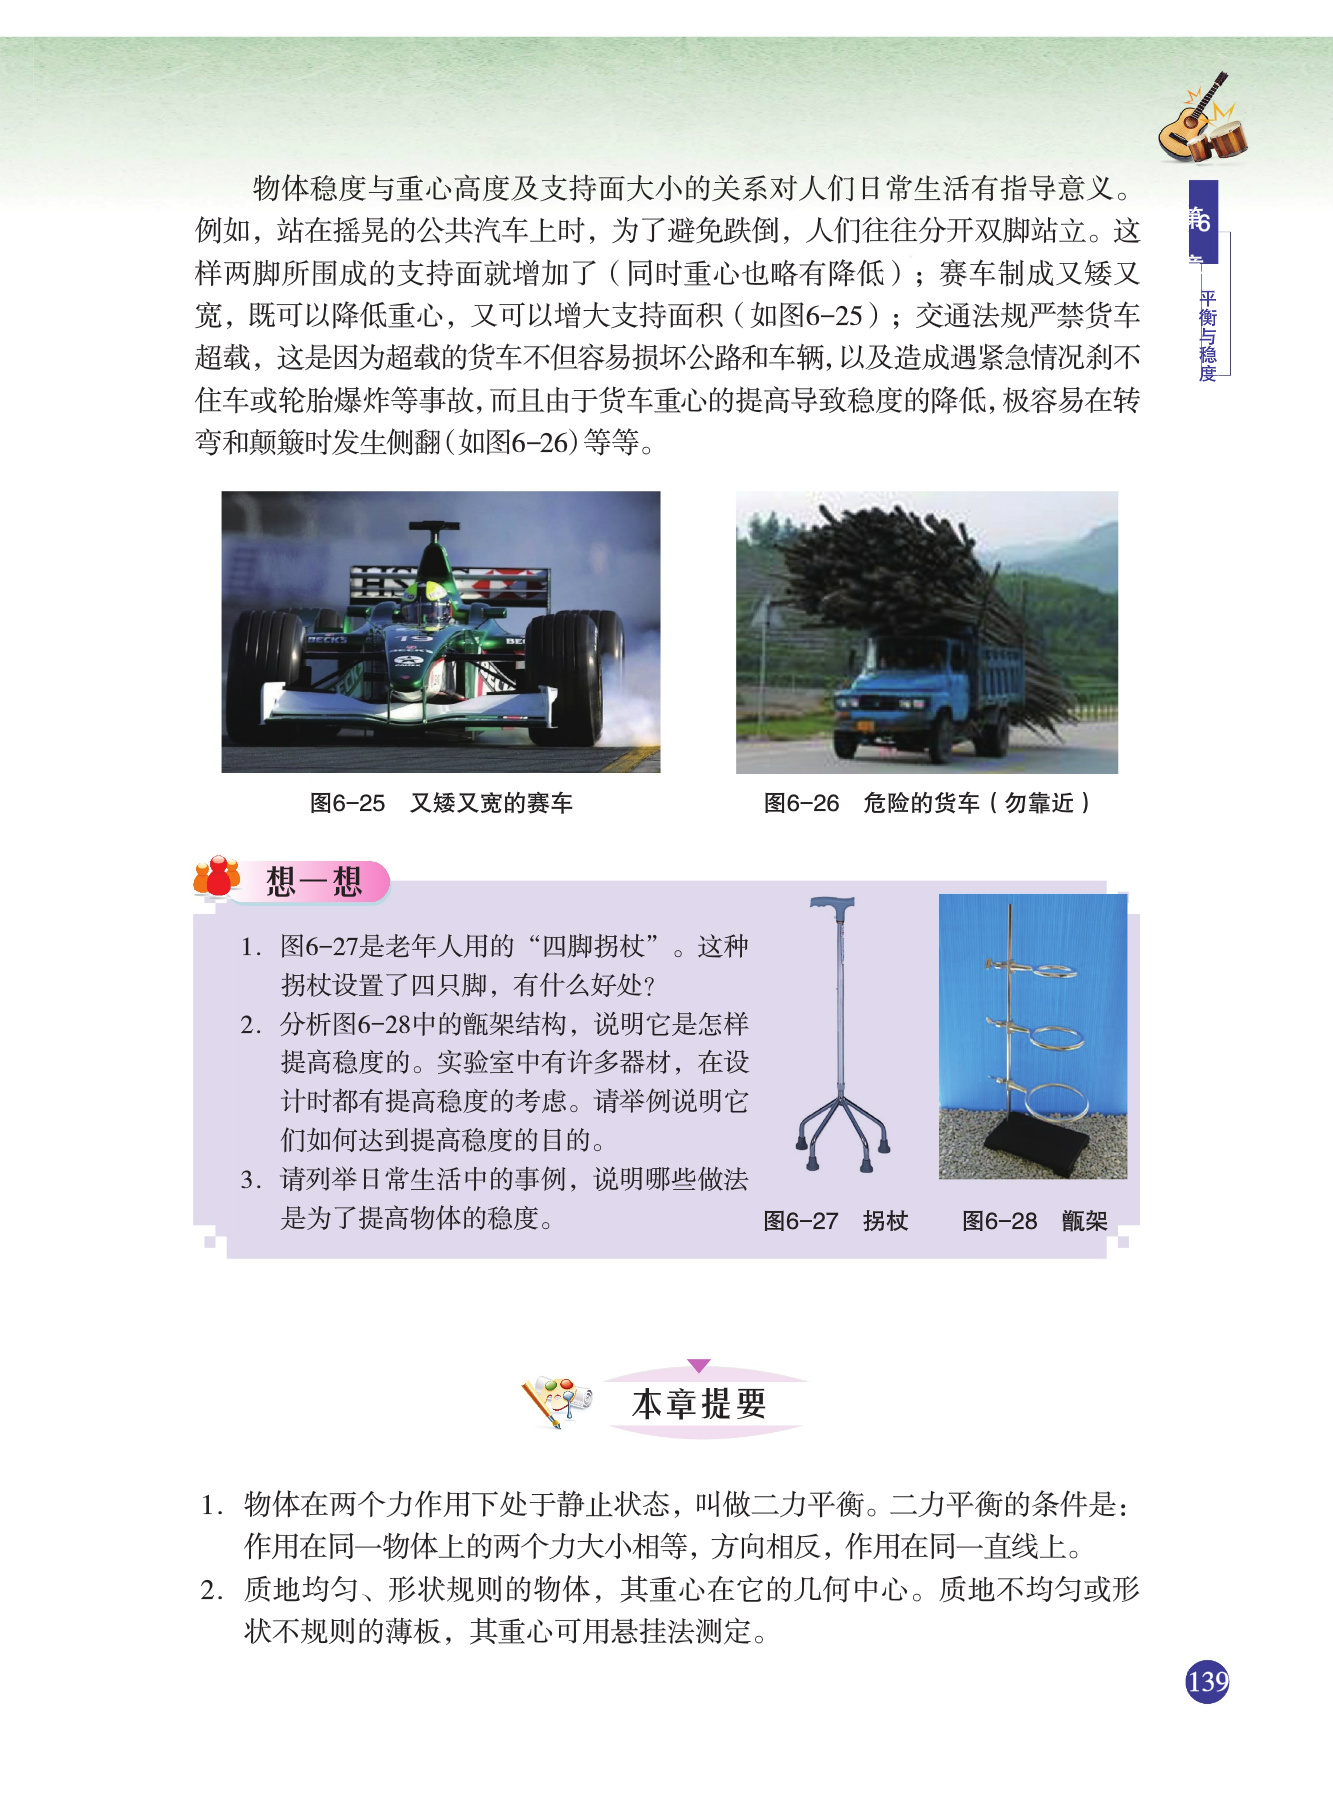 第6章
平衡与稳度
物体稳度与重心高度及支持面大小的关系对人们日常生活有指导意义。
例如，站在摇晃的公共汽车上时，为了避免跌倒，人们往往分开双脚站立。这
样两脚所围成的支持面就增加了（同时重心也略有降低）；赛车制成又矮又
宽，既可以降低重心，又可以增大支持面积（如图6-25）；交通法规严禁货车
超载，这是因为超载的货车不但容易损坏公路和车辆，以及造成遇紧急情况刹不
住车或轮胎爆炸等事故，而且由于货车重心的提高导致稳度的降低，极容易在转
弯和颠簸时发生侧翻（如图6-26）等等。
HSBC
BECK'S
19
图6-25 又矮又宽的赛车
图6-26 危险的货车（勿靠近）
想一想
1. 图6-27是老年人用的“四脚拐杖”。这种
拐杖设置了四只脚，有什么好处？
2. 分析图6-28中的甑架结构，说明它是怎样
提高稳度的。实验室中有许多器材，在设
计时都有提高稳度的考虑。请举例说明它
们如何达到提高稳度的目的。
3. 请列举日常生活中的事例，说明哪些做法
是为了提高物体的稳度。
图6-27 拐杖
图6-28 甑架
本章提要
1. 物体在两个力作用下处于静止状态，叫做二力平衡。二力平衡的条件是：
作用在同一物体上的两个力大小相等，方向相反，作用在同一直线上。
2. 质地均匀、形状规则的物体，其重心在它的几何中心。质地不均匀或形
状不规则的薄板，其重心可用悬挂法测定。
139